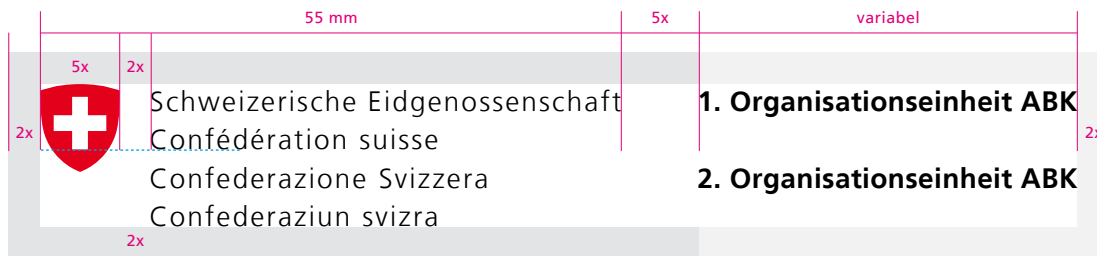 55 mm 5x variabel
5x 2x
Schweizerische Eidgenossenschaft 1. Organisationseinheit ABK
2x Confédération suisse 2x
Confederazione Svizzera 2. Organisationseinheit ABK
Confederaziun svizra
2x